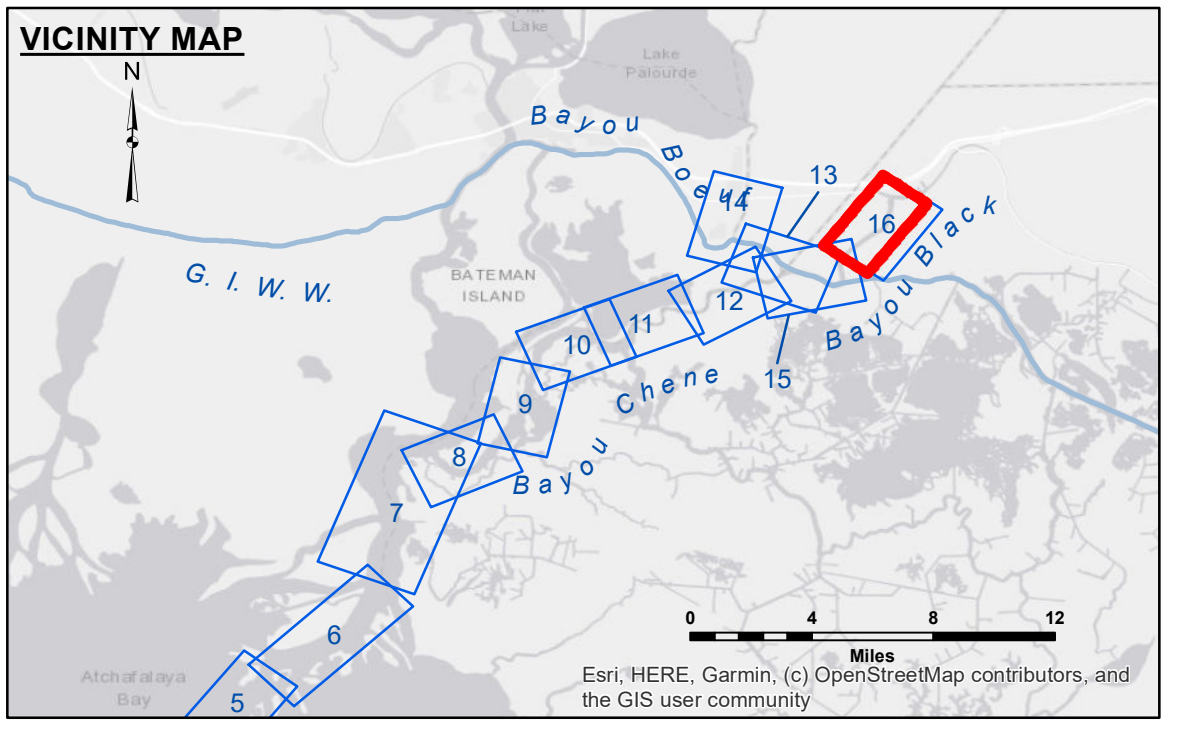 VICINITY MAP
N
Flat
Lake
Lake
Palourde
Bayou
Boeuf
13
14
16
Bayou Black
G. I. W. W.
BATEMAN
ISLAND
12
11
10
15
Chene
9
8
Bayou
7
0 4 8 12
Miles
6
Esri, HERE, Garmin, (c) OpenStreetMap contributors, and
the GIS user community
Atchafalaya
Bay
5